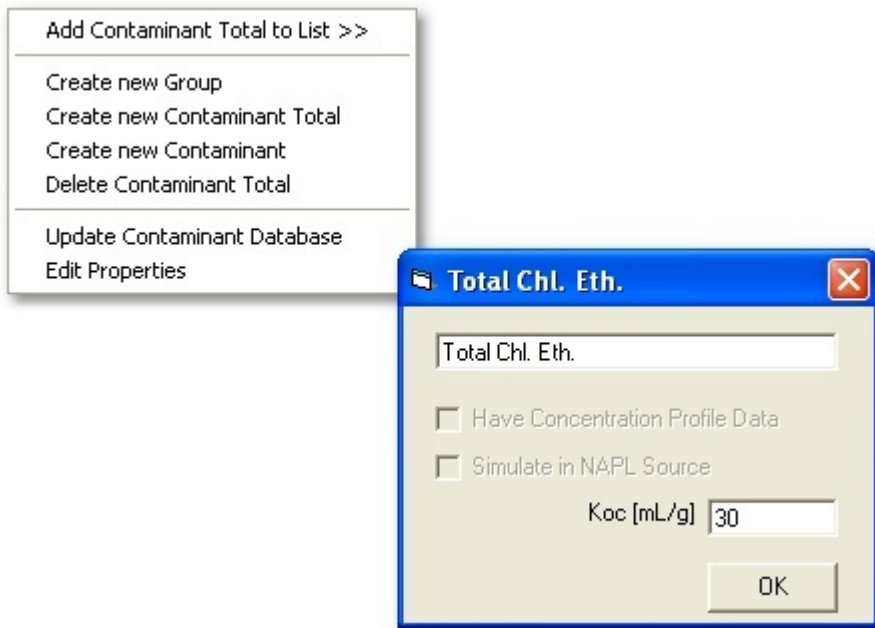 Add Contaminant Total to List >>
Create new Group
Create new Contaminant Total
Create new Contaminant
Delete Contaminant Total
Update Contaminant Database
Edit Properties
Total Chl. Eth.
Total Chl. Eth.
Have Concentration Profile Data
Simulate in NAPL Source
Koc [mL/g] 30
OK